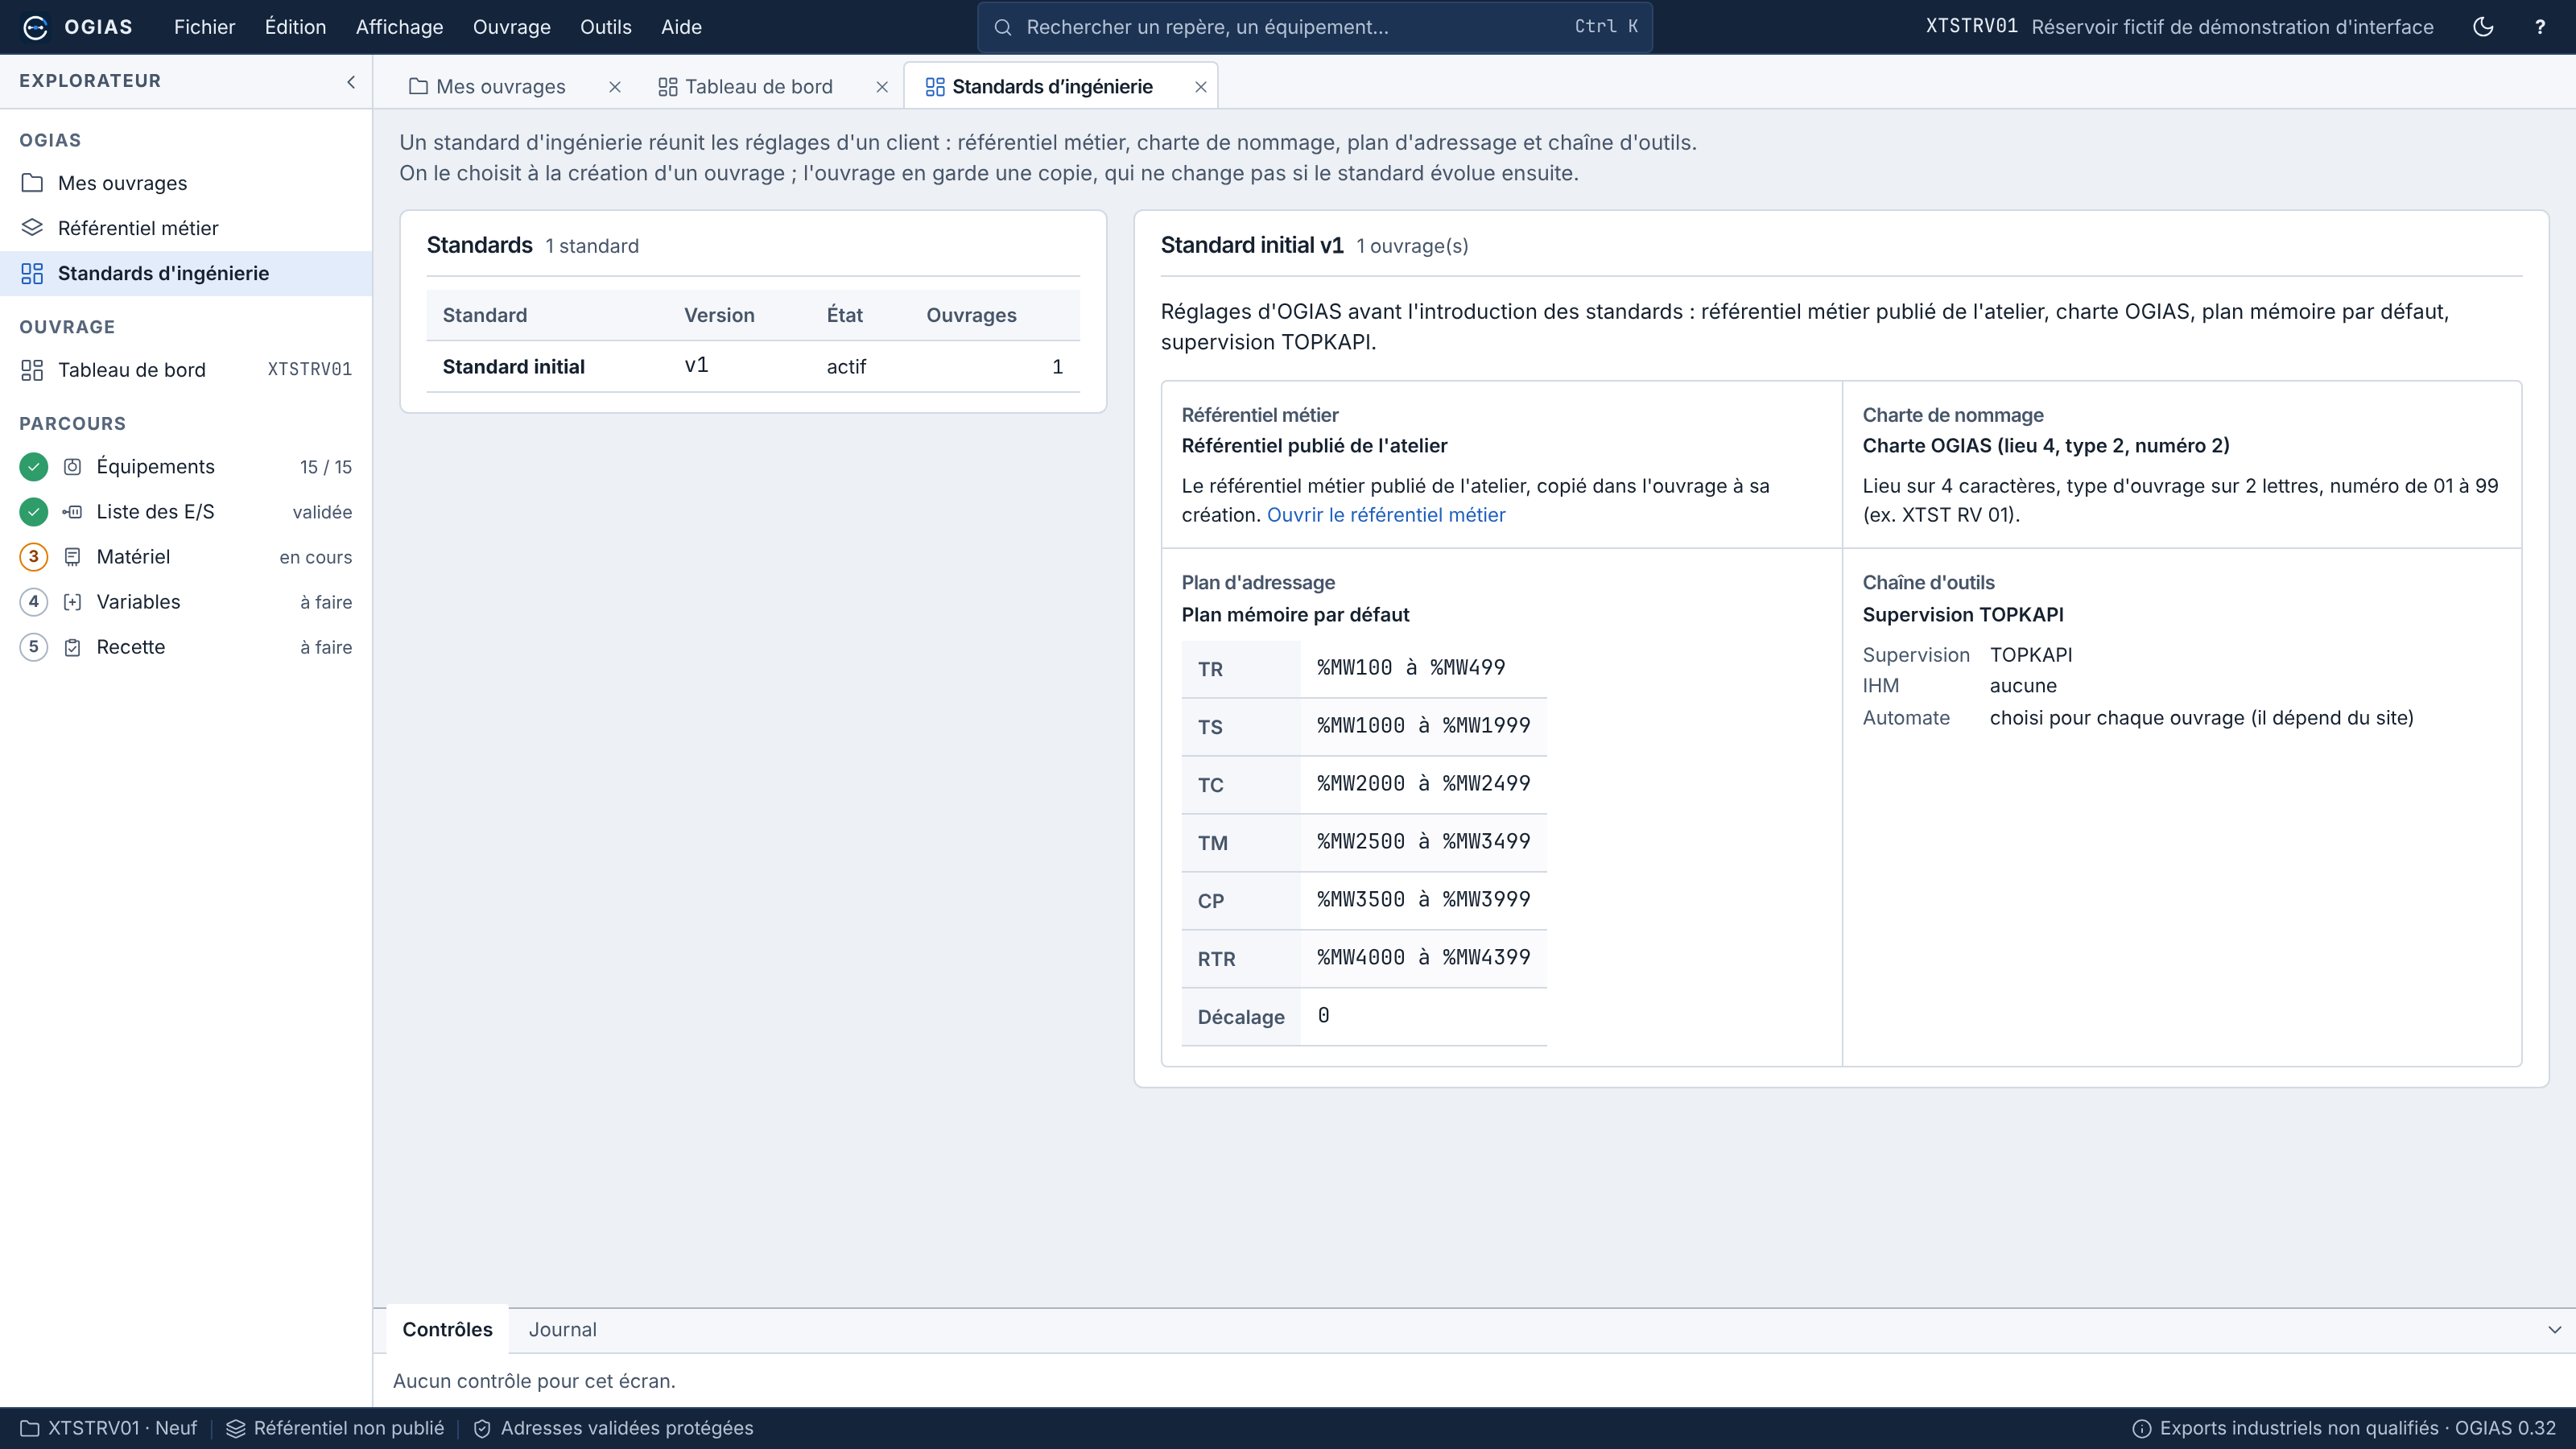 OGIAS
Fichier
Édition
Affichage
Ouvrage
Outils
Aide
Rechercher un repère, un équipement...
Ctrl K
XTSTRV01 Réservoir fictif de démonstration d'interface
?
EXPLORATEUR
Mes ouvrages
Tableau de bord
Standards d’ingénierie
OGIAS
Mes ouvrages
Référentiel métier
Standards d'ingénierie
OUVRAGE
Tableau de bord XTSTRV01
PARCOURS
Équipements 15 / 15
Liste des E/S validée
3 Matériel en cours
4 Variables à faire
5 Recette à faire
Un standard d'ingénierie réunit les réglages d'un client : référentiel métier, charte de nommage, plan d'adressage et chaîne d'outils.
On le choisit à la création d'un ouvrage ; l'ouvrage en garde une copie, qui ne change pas si le standard évolue ensuite.
Standards 1 standard
Standard Version État Ouvrages
Standard initial v1 actif 1
Standard initial v1 1 ouvrage(s)
Réglages d'OGIAS avant l'introduction des standards : référentiel métier publié de l'atelier, charte OGIAS, plan mémoire par défaut,
supervision TOPKAPI.
Référentiel métier
Référentiel publié de l'atelier
Le référentiel métier publié de l'atelier, copié dans l'ouvrage à sa
création. Ouvrir le référentiel métier
Charte de nommage
Charte OGIAS (lieu 4, type 2, numéro 2)
Lieu sur 4 caractères, type d'ouvrage sur 2 lettres, numéro de 01 à 99
(ex. XTST RV 01).
Plan d'adressage
Plan mémoire par défaut
TR %MW100 à %MW499
TS %MW1000 à %MW1999
TC %MW2000 à %MW2499
TM %MW2500 à %MW3499
CP %MW3500 à %MW3999
RTR %MW4000 à %MW4399
Décalage 0
Chaîne d'outils
Supervision TOPKAPI
Supervision TOPKAPI
IHM aucune
Automate choisi pour chaque ouvrage (il dépend du site)
Contrôles
Journal
Aucun contrôle pour cet écran.
XTSTRV01 · Neuf
Référentiel non publié
Adresses validées protégées
Exports industriels non qualifiés · OGIAS 0.32